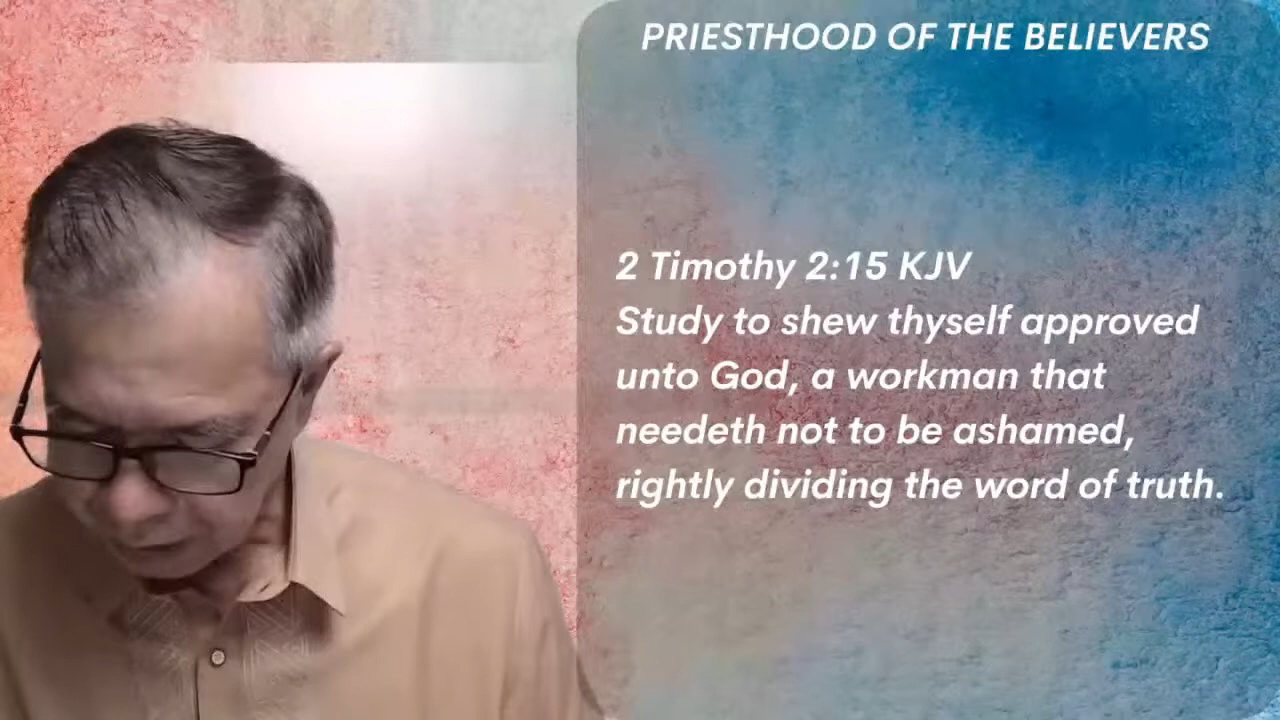 PRIESTHOOD OF THE BELIEVERS
2 Timothy 2:15 KJV
Study to shew thyself approved
unto God, a workman that
needeth not to be ashamed,
rightly dividing the word of truth.